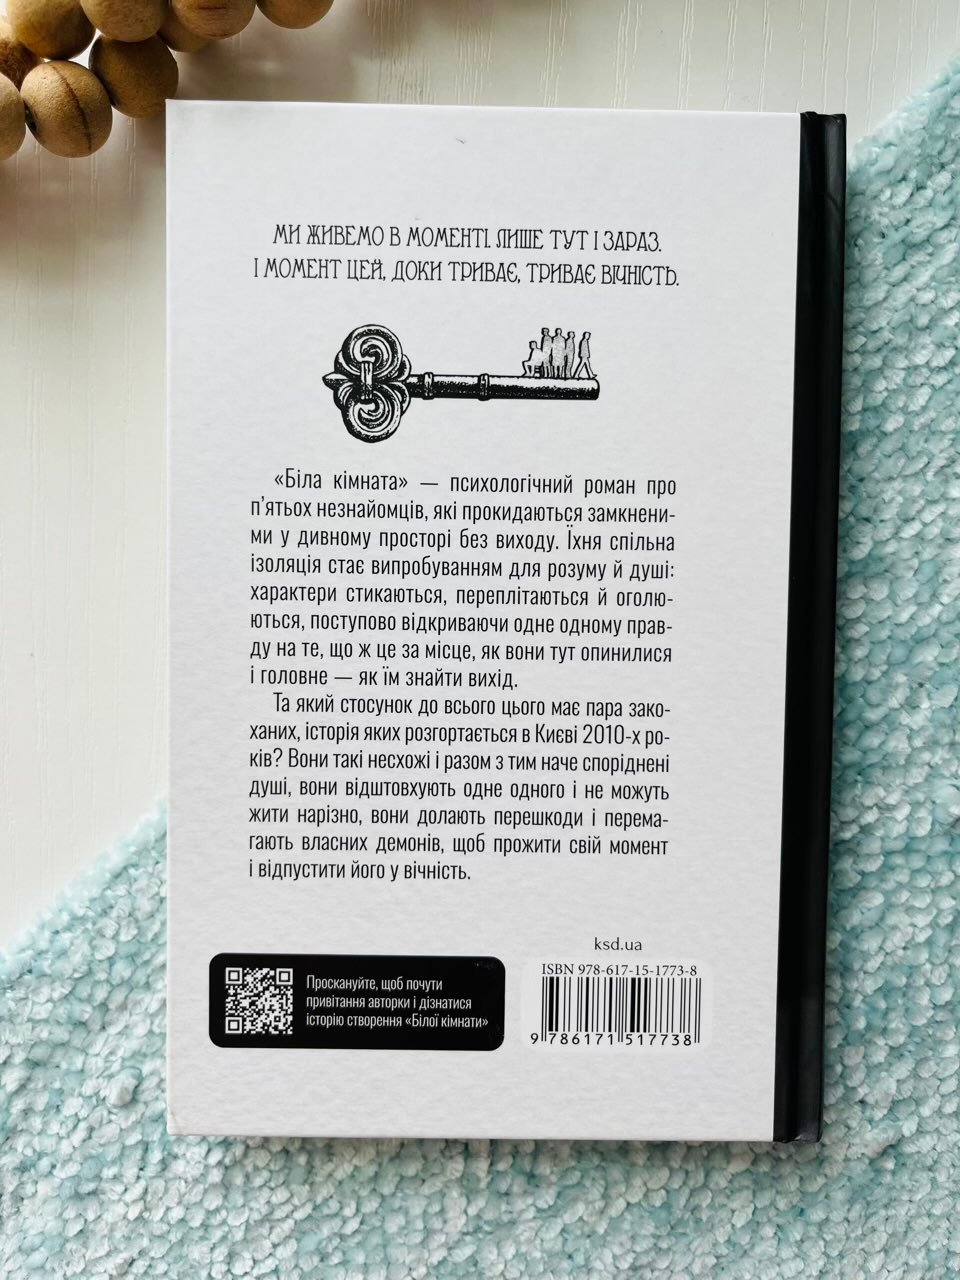 МИ ЖИВЕМО В МОМЕНТІ. ЛИШЕ ТУТ І ЗАРАЗ.
І МОМЕНТ ЦЕЙ, ДОКИ ТРИВАЄ, ТРИВАЄ ВІЧНІСТЬ.
«Біла кімната» — психологічний роман про
п’ятьох незнайомців, які прокидаються замкнени-
ми у дивному просторі без виходу. Їхня спільна
ізоляція стає випробуванням для розуму й душі:
характери стикаються, переплітаються й оголю-
ються, поступово відкриваючи одне одному прав-
ду на те, що ж це за місце, як вони тут опинилися
і головне — як їм знайти вихід.
Та який стосунок до всього цього має пара зако-
ханих, історія яких розгортається в Києві 2010-х ро-
ків? Вони такі несхожі і разом з тим наче споріднені
душі, вони відштовхують одне одного і не можуть
жити нарізно, вони долають перешкоди і перема-
гають власних демонів, щоб прожити свій момент
і відпустити його у вічність.
ksd.ua
ISBN 978-617-15-1773-8
9 786171 517738
Проскануйте, щоб почути
привітання авторки і дізнатися
історію створення «Білої кімнати»